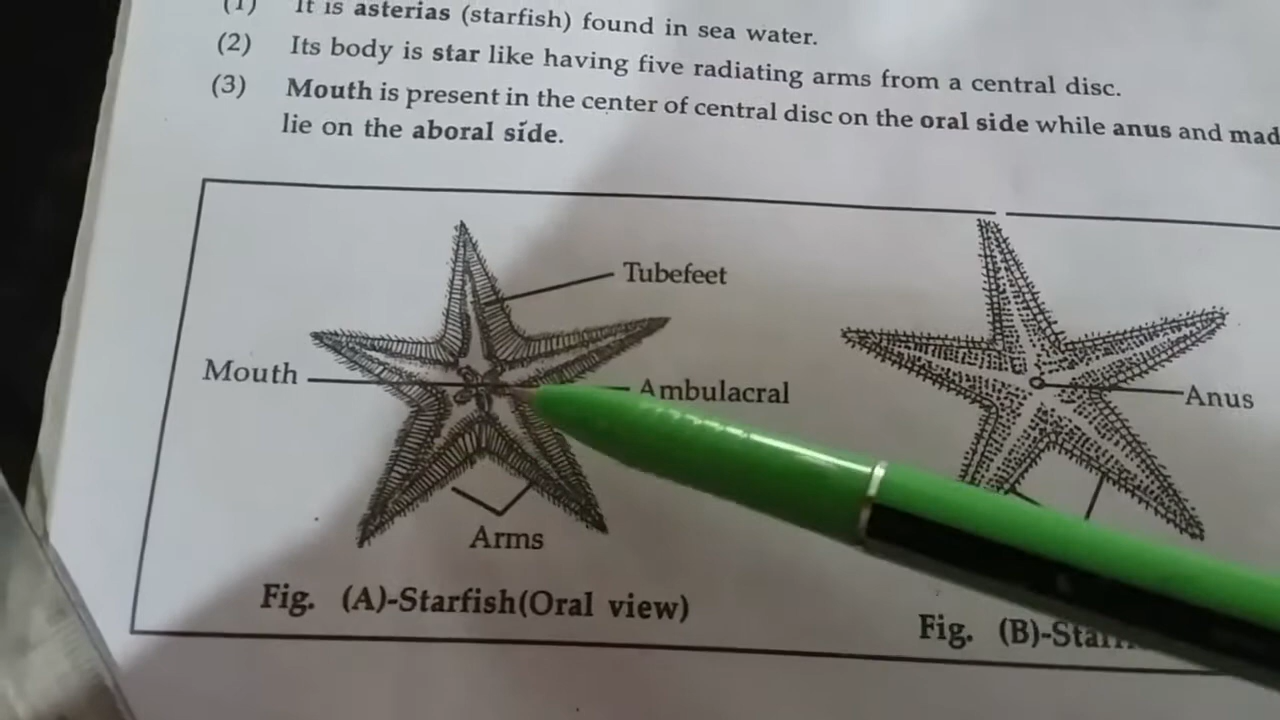 (1) It is asterias (starfish) found in sea water.
(2) Its body is star like having five radiating arms from a central disc.
(3) Mouth is present in the center of central disc on the oral side while anus and
lie on the aboral side.
Tubefeet
Mouth
Ambulacral
Anus
Arms
Fig. (A)-Starfish(Oral view)
Fig. (B)-